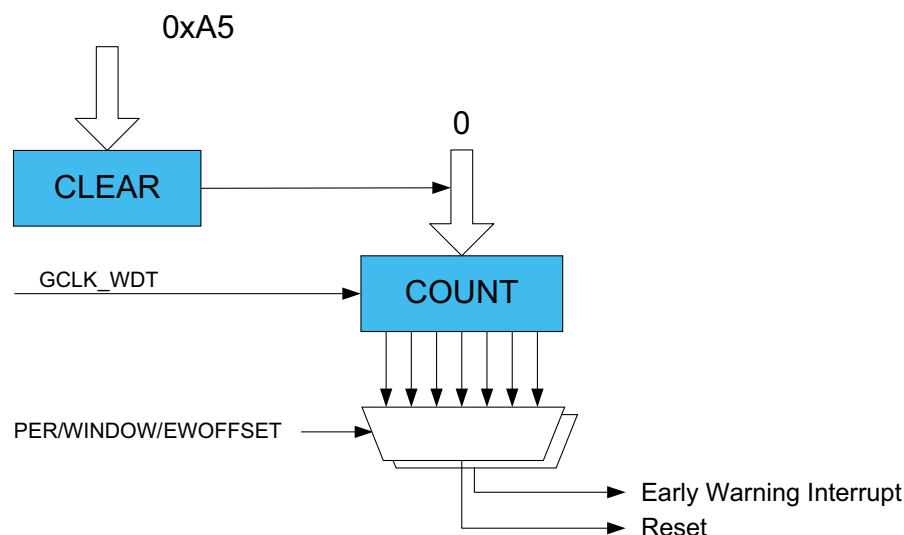 0xA5
0
CLEAR
GCLK_WDT
COUNT
PER/WINDOW/EWOFFSET
Early Warning Interrupt
Reset